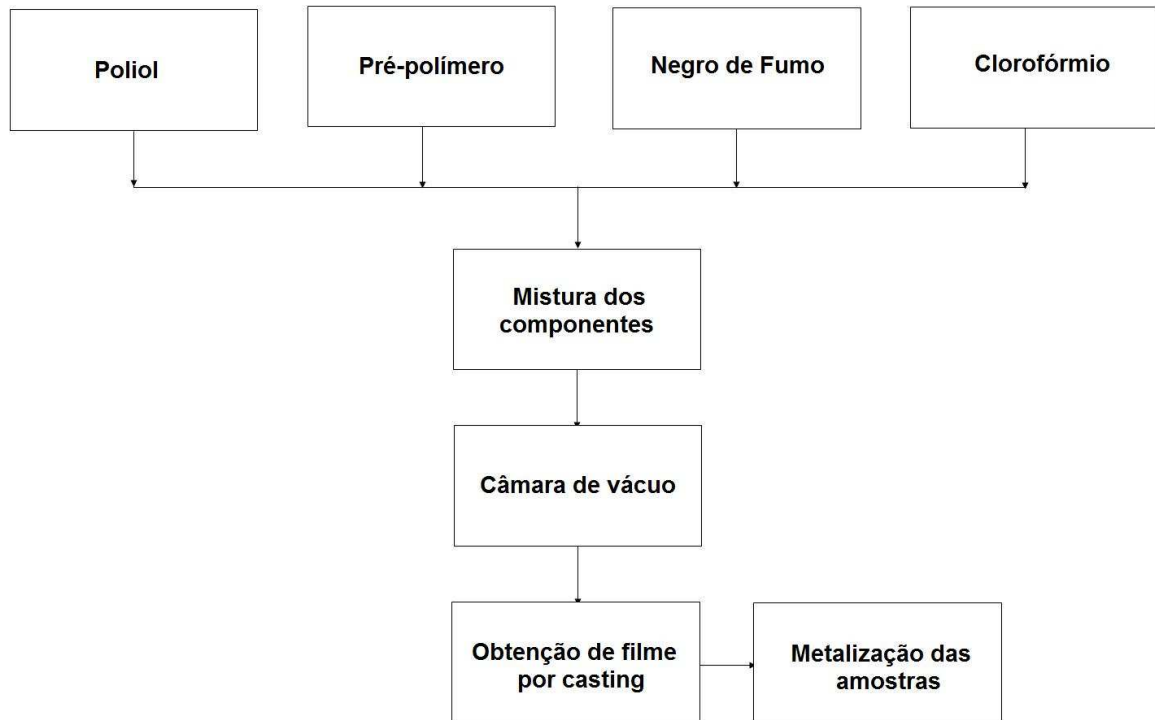 Poliol
Pré-polímero
Negro de Fumo
Clorofórmio
Mistura dos
componentes
Câmara de vácuo
Obtenção de filme
por casting
Metalização das
amostras